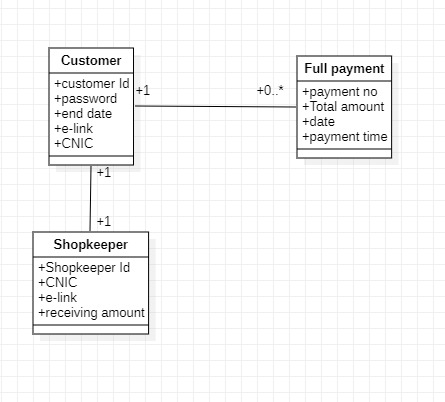 Customer
+customer Id
+password
+end date
+e-link
+CNIC
+1
+0..*
Full payment
+payment no
+Total amount
+date
+payment time
+1
+1
Shopkeeper
+Shopkeeper Id
+CNIC
+e-link
+receiving amount